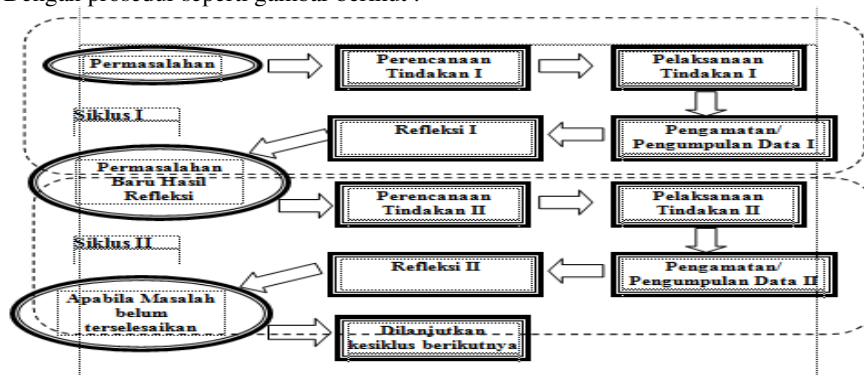 Dengan prosedur seperti gambar berikut :
Permasalahan
Perencanaan
Tindakan I
Pelaksanaan
Tindakan I
Siklus I
Refleksi I
Pengamatan/
Pengumpulan Data I
Permasalahan
Baru Hasil
Refleksi
Perencanaan
Tindakan II
Pelaksanaan
Tindakan II
Siklus II
Refleksi II
Pengamatan/
Pengumpulan Data II
Apabila Masalah
belum
terselesaikan
Dilanjutkan
kesiklus berikutnya